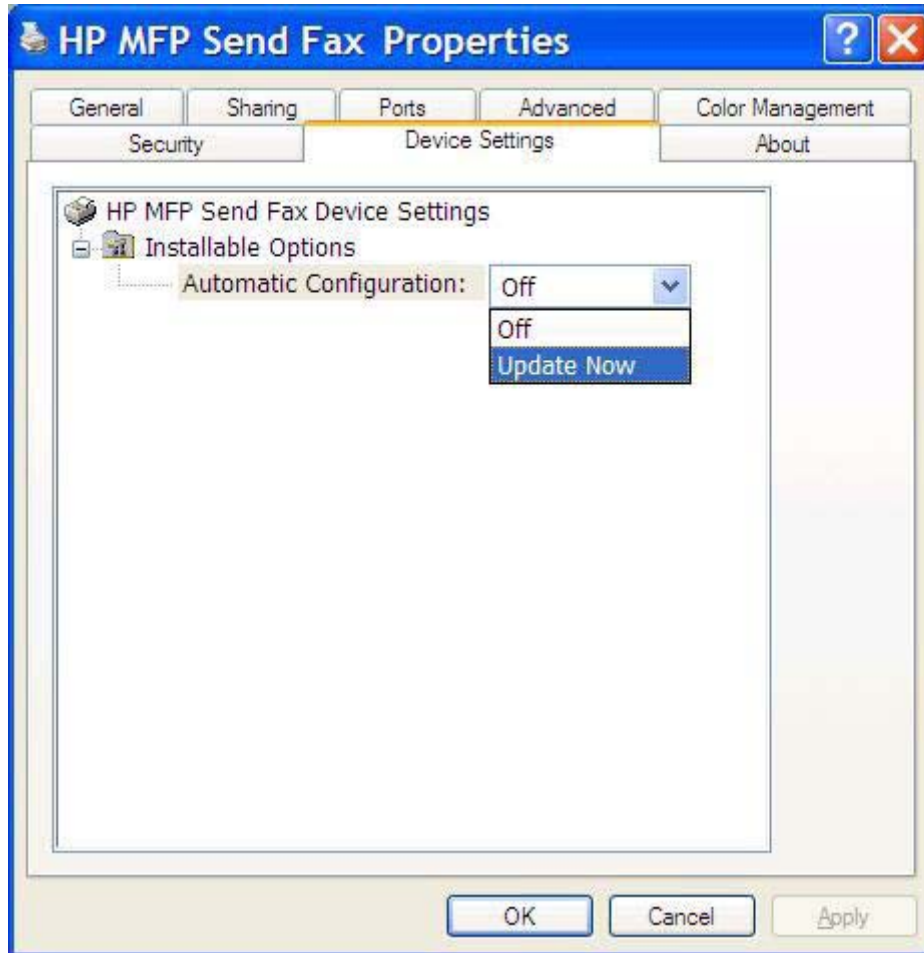 HP MFP Send Fax Properties
General Sharing Ports Advanced Color Management
Security Device Settings About
HP MFP Send Fax Device Settings
Installable Options
Automatic Configuration: Off
Off
Update Now
OK Cancel Apply